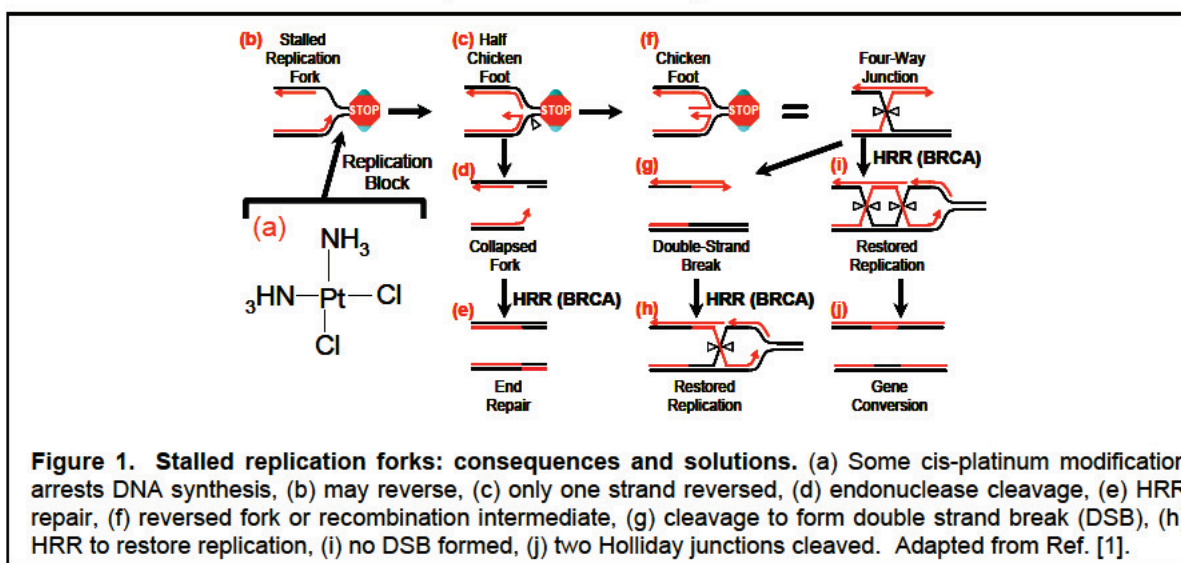 (b) Stalled Replication Fork
(c) Half Chicken Foot
(f) Chicken Foot
Four-Way Junction
STOP
STOP
STOP
=
Replication Block
(a)
NH3
3HN Pt Cl
Cl
(d)
Collapsed Fork
(g)
Double-Strand Break
HRR (BRCA)
(i)
Restored Replication
HRR (BRCA)
(e)
End Repair
HRR (BRCA)
(h)
Restored Replication
(j)
Gene Conversion
Figure 1. Stalled replication forks: consequences and solutions. (a) Some cis-platinum modification
arrests DNA synthesis, (b) may reverse, (c) only one strand reversed, (d) endonuclease cleavage, (e) HRR
repair, (f) reversed fork or recombination intermediate, (g) cleavage to form double strand break (DSB), (h
HRR to restore replication, (i) no DSB formed, (j) two Holliday junctions cleaved. Adapted from Ref. [1].